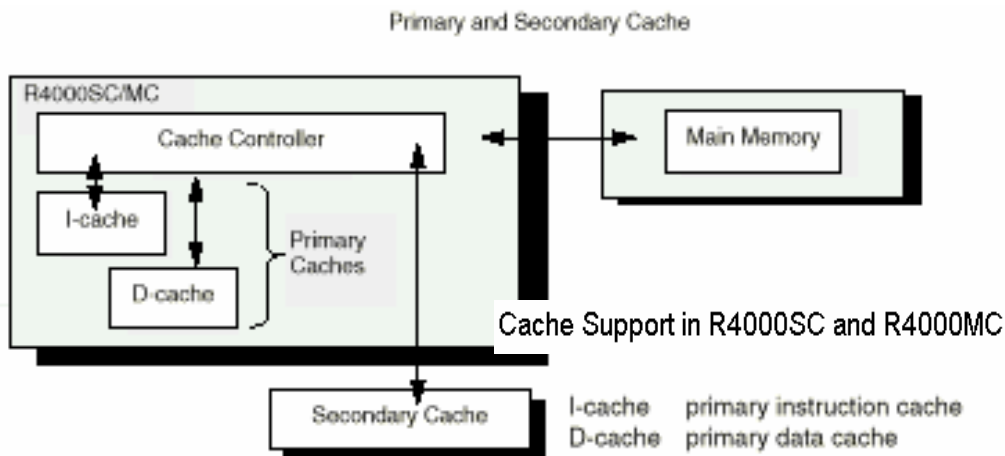 Primary and Secondary Cache
R4000SC/MC
Cache Controller
Main Memory
I-cache
Primary
Caches
D-cache
Cache Support in R4000SC and R4000MC
Secondary Cache
I-cache primary instruction cache
D-cache primary data cache